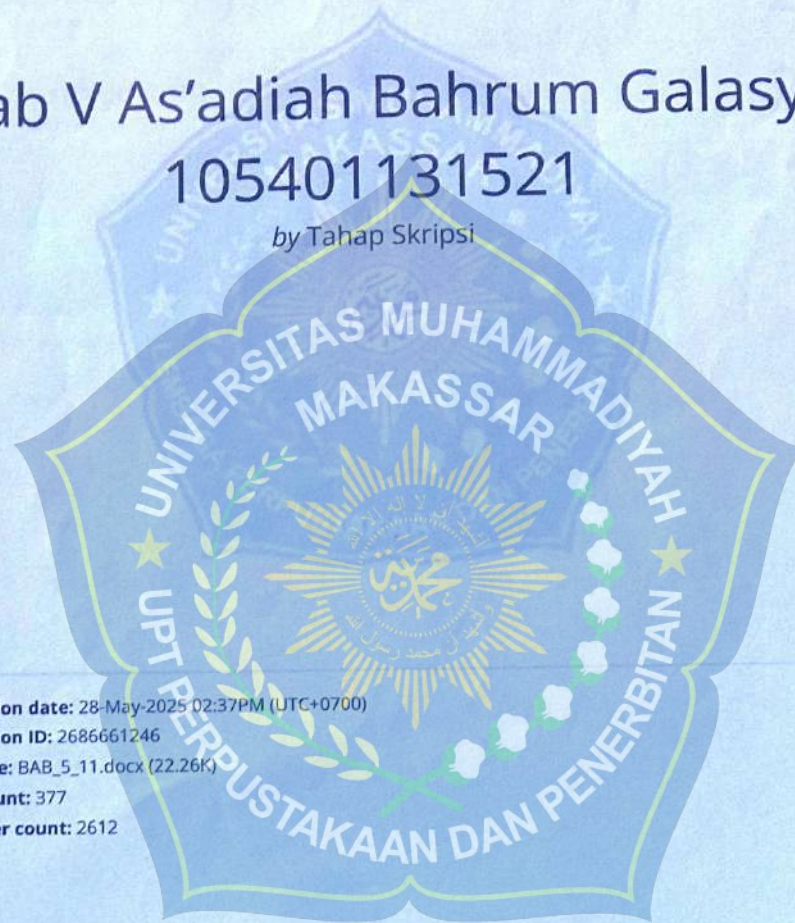 ab V As'adiah Bahrum Galasy
105401131521
by Tahap Skripsi
UNIVERSITAS MUHAMMADIYAH
MAKASSAR
UPT PERPUSTAKAAN DAN PENERBITAN
on date: 28-May-2025 02:37PM (UTC+0700)
on ID: 2686661246
e: BAB_5_11.docx (22.26K)
unt: 377
r count: 2612